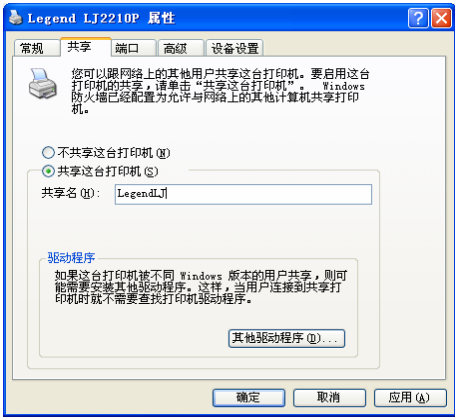 Legend LJ2210P 属性
常规 共享 端口 高级 设备设置
您可以跟网络上的其他用户共享这台打印机。要启用这台
打印机的共享，请单击“共享这台打印机”。 Windows
防火墙已经配置为允许与网络上的其他计算机共享打印
机。
不共享这台打印机(N)
共享这台打印机(S)
共享名(H): LegendLJ
驱动程序
如果这台打印机被不同 Windows 版本的用户共享，则可
能需要安装其他驱动程序。这样，当用户连接到共享打
印机时就不需要查找打印机驱动程序。
其他驱动程序(D)...
确定 取消 应用(A)